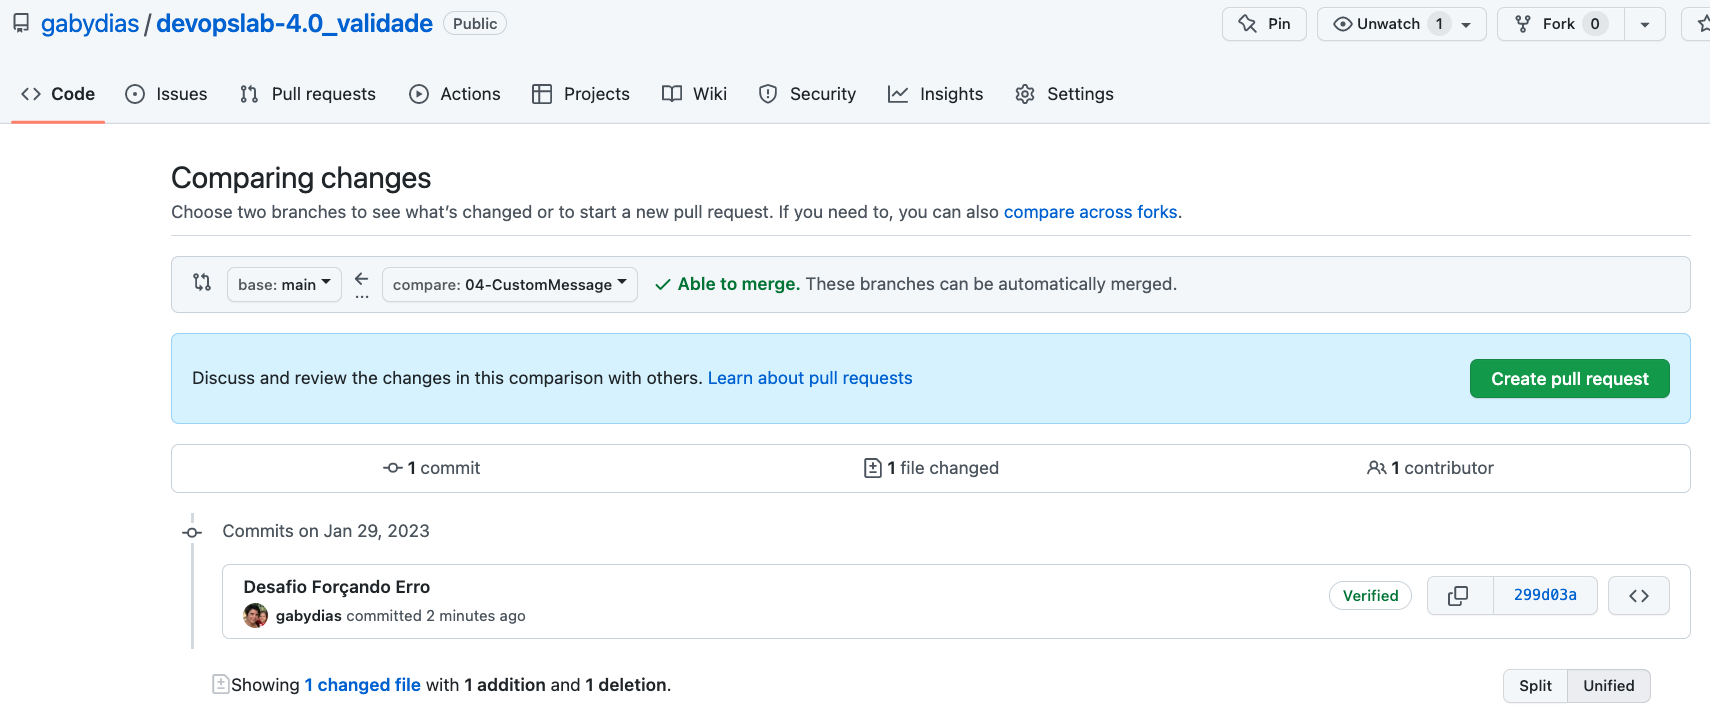 gabydias / devopslab-4.0_validade Public Pin Unwatch 1 Fork 0
Code Issues Pull requests Actions Projects Wiki Security Insights Settings
Comparing changes
Choose two branches to see what's changed or to start a new pull request. If you need to, you can also compare across forks.
base: main ... compare: 04-CustomMessage Able to merge. These branches can be automatically merged.
Discuss and review the changes in this comparison with others. Learn about pull requests Create pull request
1 commit 1 file changed 1 contributor
Commits on Jan 29, 2023
Desafio Forçando Erro
gabydias committed 2 minutes ago Verified 299d03a
Showing 1 changed file with 1 addition and 1 deletion. Split Unified